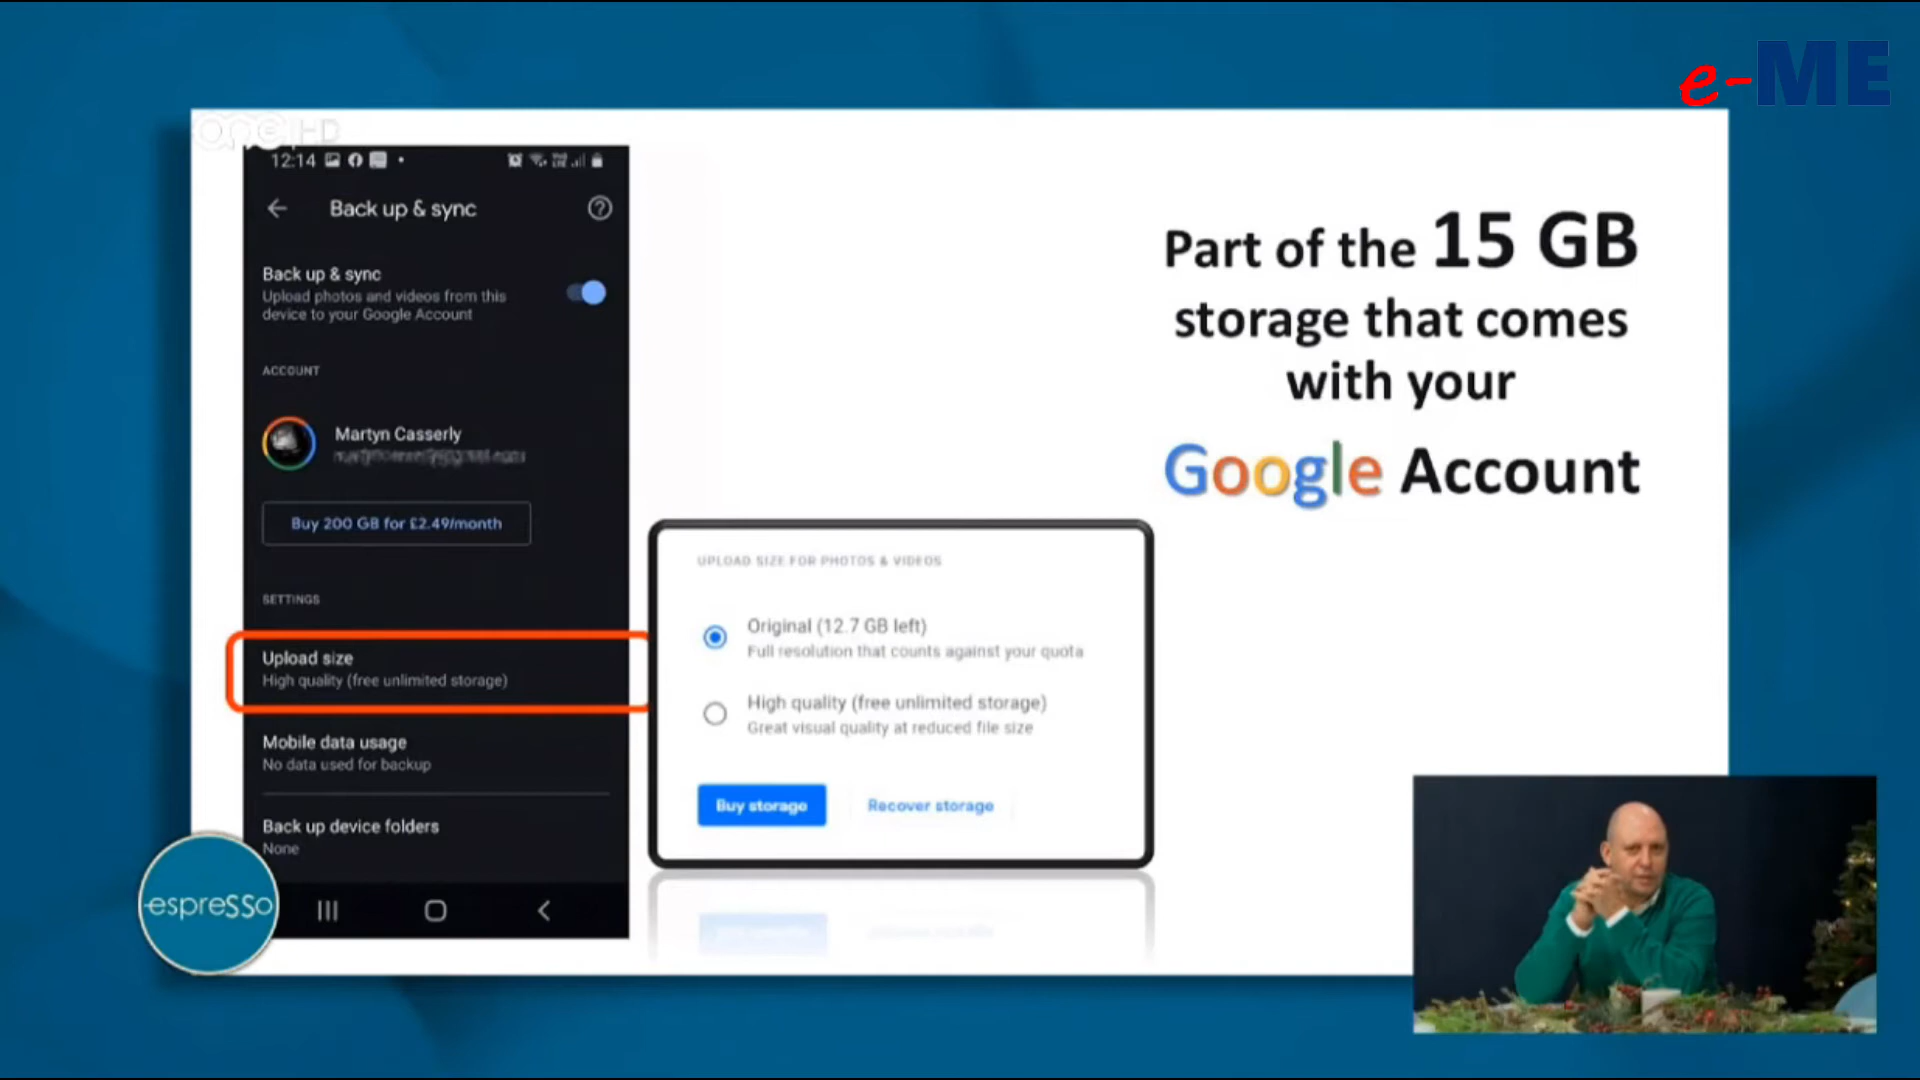 e-ME
one HD
12:14
Back up & sync
Back up & sync
Upload photos and videos from this
device to your Google Account
ACCOUNT
Martyn Casserly
Buy 200 GB for £2.49/month
SETTINGS
Upload size
High quality (free unlimited storage)
Mobile data usage
No data used for backup
Back up device folders
None
espresso
UPLOAD SIZE FOR PHOTOS & VIDEOS
Original (12.7 GB left)
Full resolution that counts against your quota
High quality (free unlimited storage)
Great visual quality at reduced file size
Buy storage
Recover storage
Part of the 15 GB
storage that comes
with your
Google Account